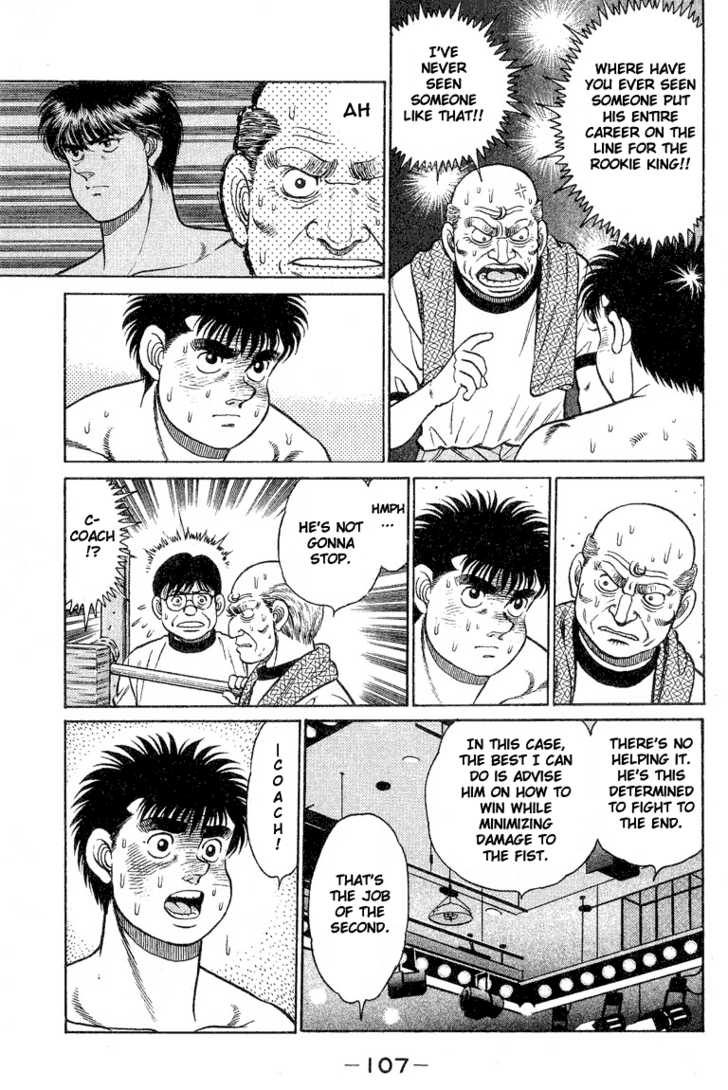 WHERE HAVE
YOU EVER SEEN
SOMEONE PUT
HIS ENTIRE
CAREER ON THE
LINE FOR THE
ROOKIE KING!!
I'VE
NEVER
SEEN
SOMEONE
LIKE THAT!!
AH
HMPH
...
HE'S NOT
GONNA
STOP.
C-
COACH
!?
THERE'S NO
HELPING IT.
HE'S THIS
DETERMINED
TO FIGHT TO
THE END.
IN THIS CASE,
THE BEST I CAN
DO IS ADVISE
HIM ON HOW TO
WIN WHILE
MINIMIZING
DAMAGE TO
THE FIST.
THAT'S
THE JOB
OF THE
SECOND.
COACH!
-107-